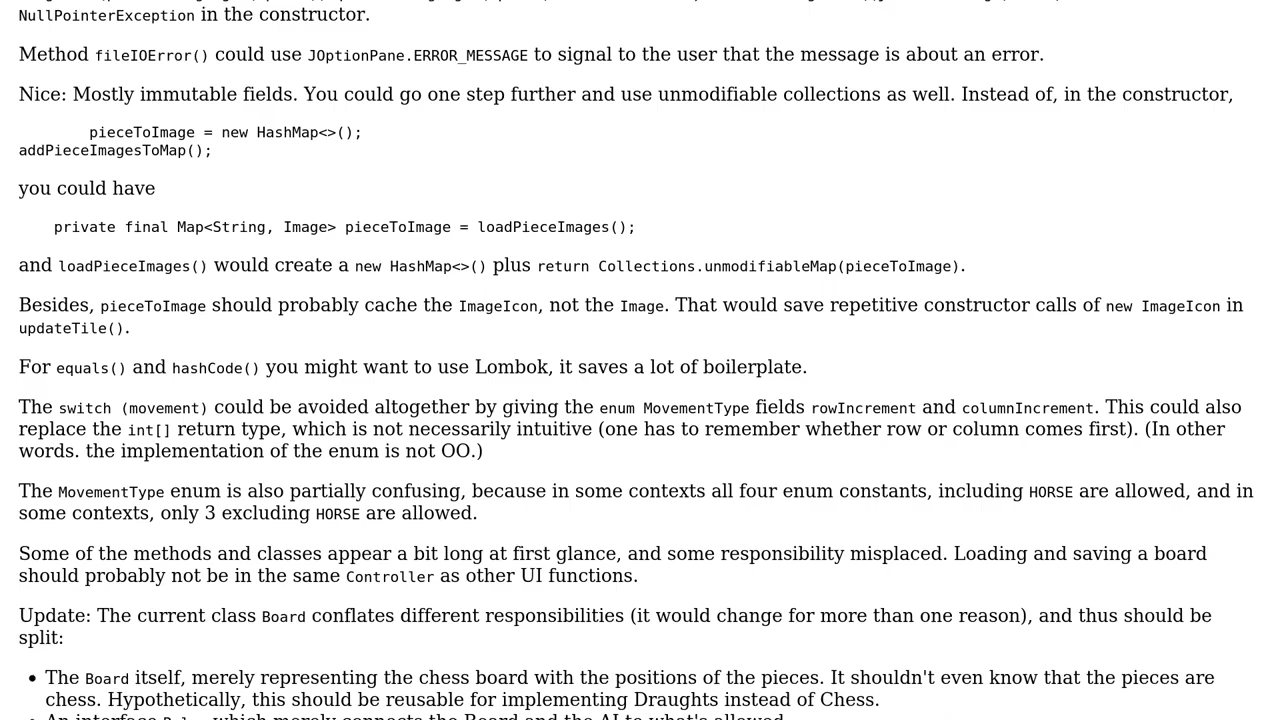 NullPointerException in the constructor.
Method fileIOError() could use JOptionPane.ERROR_MESSAGE to signal to the user that the message is about an error.
Nice: Mostly immutable fields. You could go one step further and use unmodifiable collections as well. Instead of, in the constructor,
pieceToImage = new HashMap<>();
addPieceImagesToMap();
you could have
private final Map<String, Image> pieceToImage = loadPieceImages();
and loadPieceImages() would create a new HashMap<>() plus return Collections.unmodifiableMap(pieceToImage).
Besides, pieceToImage should probably cache the ImageIcon, not the Image. That would save repetitive constructor calls of new ImageIcon in
updateTile().
For equals() and hashCode() you might want to use Lombok, it saves a lot of boilerplate.
The switch (movement) could be avoided altogether by giving the enum MovementType fields rowIncrement and columnIncrement. This could also
replace the int[] return type, which is not necessarily intuitive (one has to remember whether row or column comes first). (In other
words. the implementation of the enum is not OO.)
The MovementType enum is also partially confusing, because in some contexts all four enum constants, including HORSE are allowed, and in
some contexts, only 3 excluding HORSE are allowed.
Some of the methods and classes appear a bit long at first glance, and some responsibility misplaced. Loading and saving a board
should probably not be in the same Controller as other UI functions.
Update: The current class Board conflates different responsibilities (it would change for more than one reason), and thus should be
split:
• The Board itself, merely representing the chess board with the positions of the pieces. It shouldn't even know that the pieces are
chess. Hypothetically, this should be reusable for implementing Draughts instead of Chess.
• An interface Rules which merely connects the Board and the AI to what's allowed.